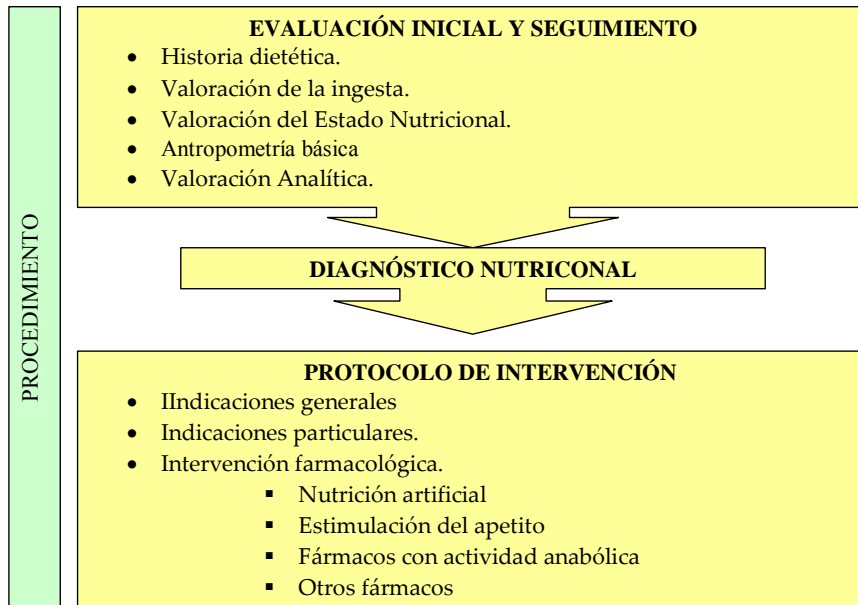 PROCEDIMIENTO
EVALUACIÓN INICIAL Y SEGUIMIENTO
• Historia dietética.
• Valoración de la ingesta.
• Valoración del Estado Nutricional.
• Antropometría básica
• Valoración Analítica.
DIAGNÓSTICO NUTRICONAL
PROTOCOLO DE INTERVENCIÓN
• IIndicaciones generales
• Indicaciones particulares.
• Intervención farmacológica.
▪ Nutrición artificial
▪ Estimulación del apetito
▪ Fármacos con actividad anabólica
▪ Otros fármacos